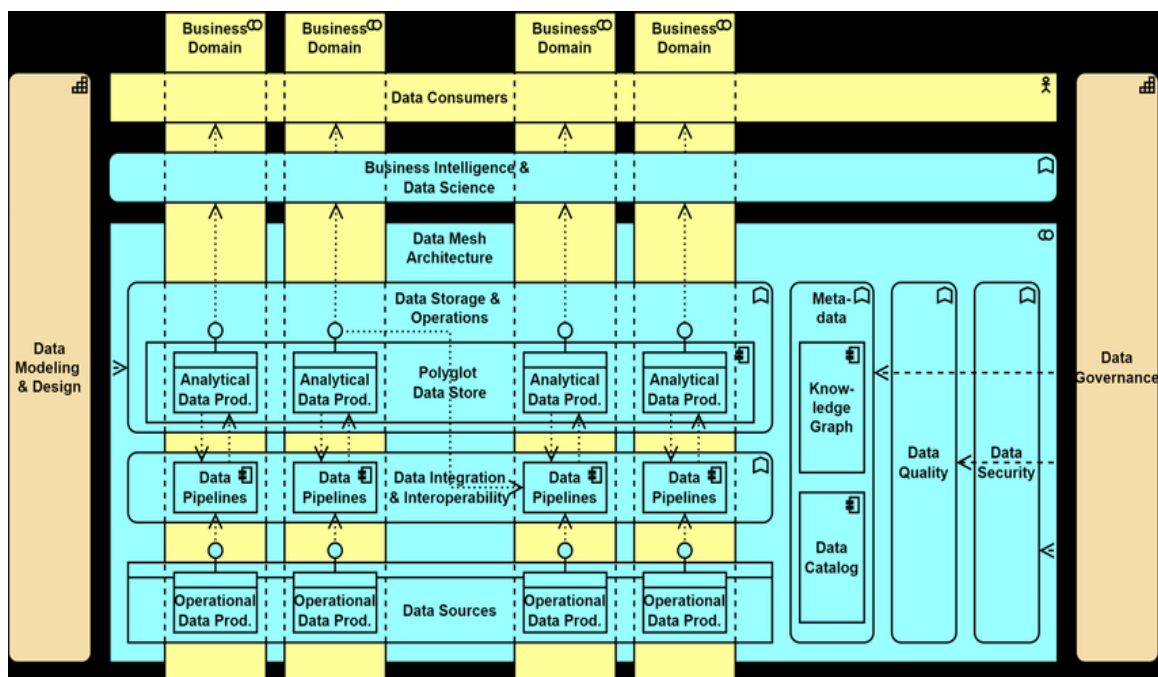 Business
Domain
Business
Domain
Business
Domain
Business
Domain
Data Consumers
Business Intelligence &
Data Science
Data Mesh
Architecture
Data Storage &
Operations
Meta-
data
Data
Modeling
& Design
Analytical
Data Prod.
Analytical
Data Prod.
Polyglot
Data Store
Analytical
Data Prod.
Analytical
Data Prod.
Know-
ledge
Graph
Data
Governance
Data
Pipelines
Data
Pipelines
Data Integration
& Interoperability
Data
Pipelines
Data
Pipelines
Data
Quality
Data
Security
Data
Catalog
Operational
Data Prod.
Operational
Data Prod.
Data Sources
Operational
Data Prod.
Operational
Data Prod.